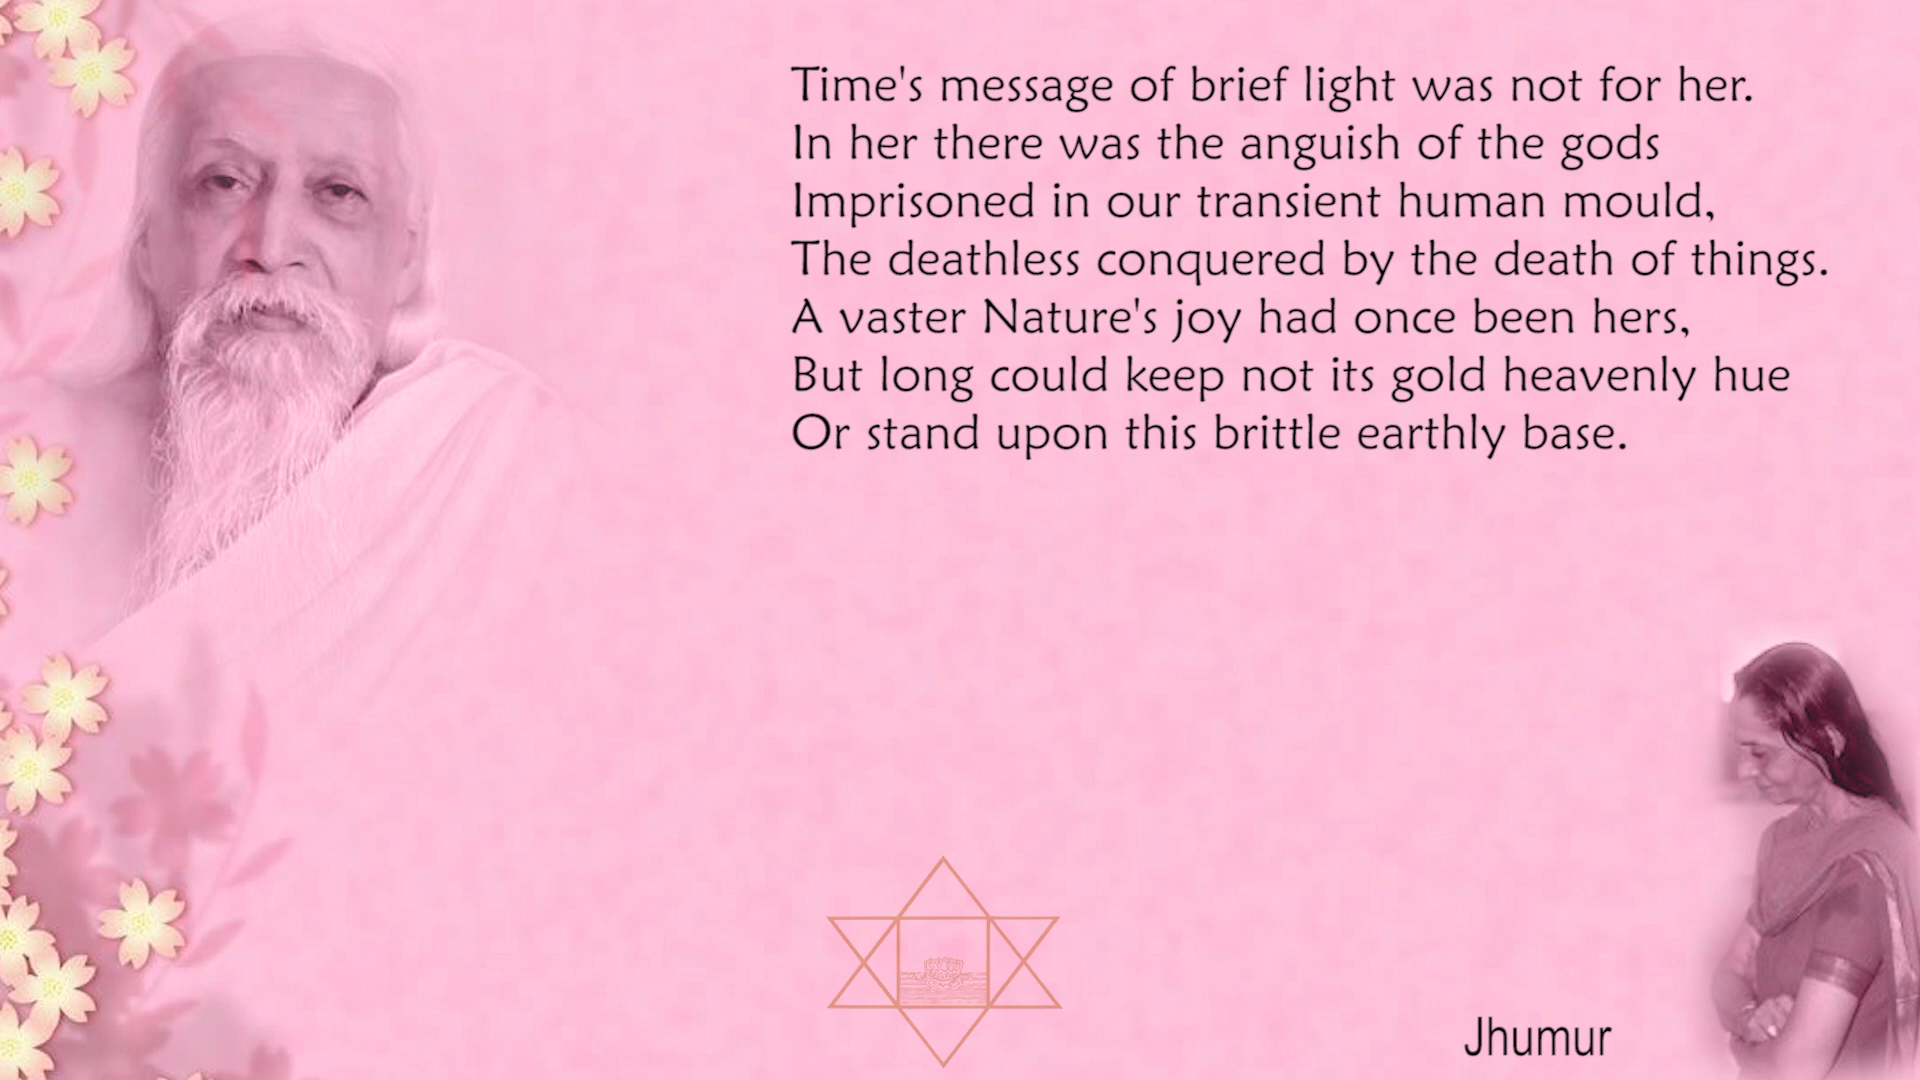 Time's message of brief light was not for her.
In her there was the anguish of the gods
Imprisoned in our transient human mould,
The deathless conquered by the death of things.
A vaster Nature's joy had once been hers,
But long could keep not its gold heavenly hue
Or stand upon this brittle earthly base.
Jhumur